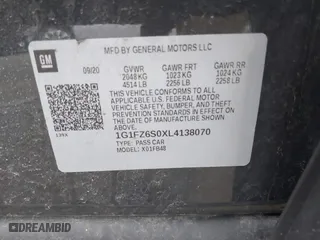 GM
MFD BY GENERAL MOTORS LLC
09/20 GVWR GAWR FRT GAWR RR
2048 KG 1023 KG 1024 KG
4514 LB 2256 LB 2258 LB
THIS VEHICLE CONFORMS TO ALL APPLICABLE U.S. FEDERAL MOTOR VEHICLE SAFETY, BUMPER, AND THEFT PREVENTION STANDARDS IN EFFECT ON THE DATE OF MANUFACTURE SHOWN ABOVE.
1G1FZ6S0XL4138070
TYPE: PASS CAR
MODEL: X01FB48